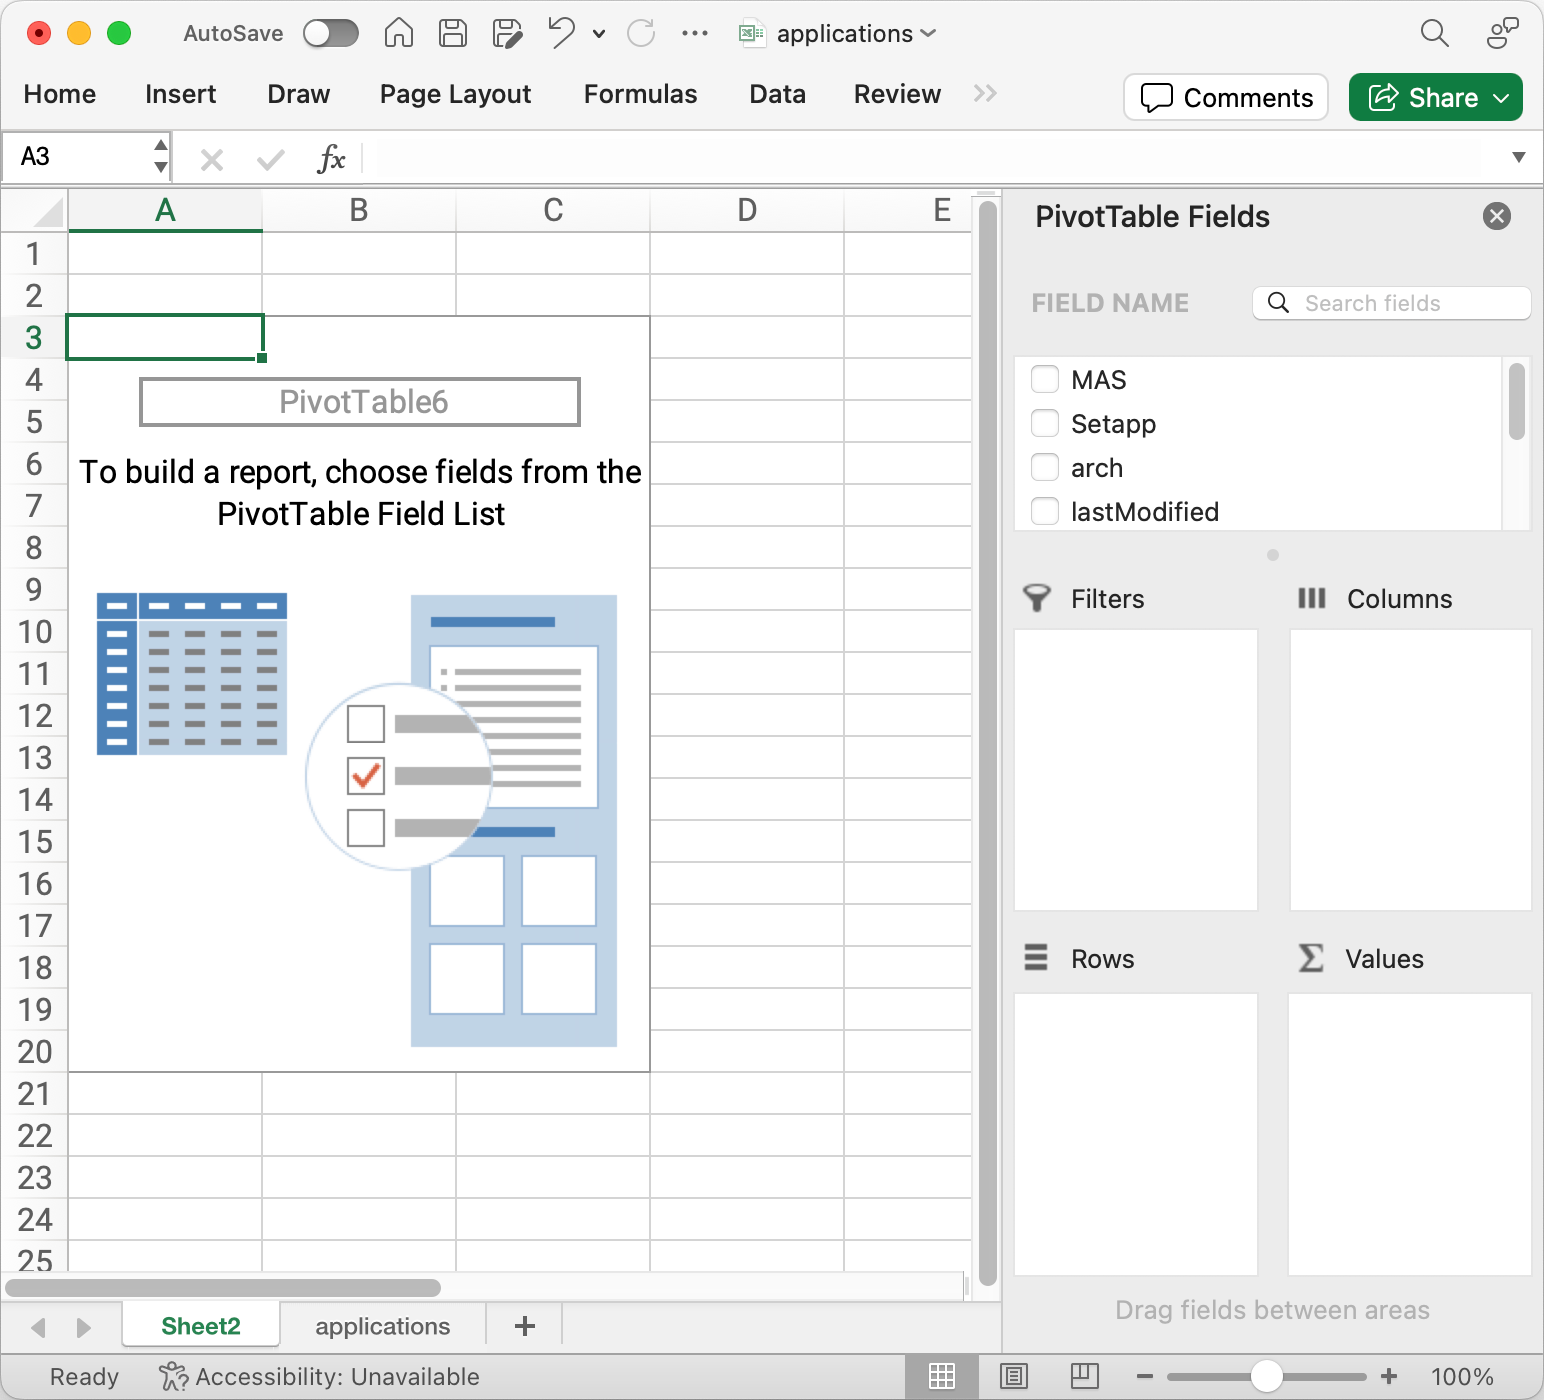 AutoSave
applications
Home Insert Draw Page Layout Formulas Data Review
Comments
Share
A3
fx
A B C D E
1
2
3
4
5
6
7
8
9
10
11
12
13
14
15
16
17
18
19
20
21
22
23
24
25
PivotTable6
To build a report, choose fields from the
PivotTable Field List
PivotTable Fields
FIELD NAME
Search fields
MAS
Setapp
arch
lastModified
Filters
Columns
Rows
Values
Drag fields between areas
Sheet2 applications
Ready
Accessibility: Unavailable
100%